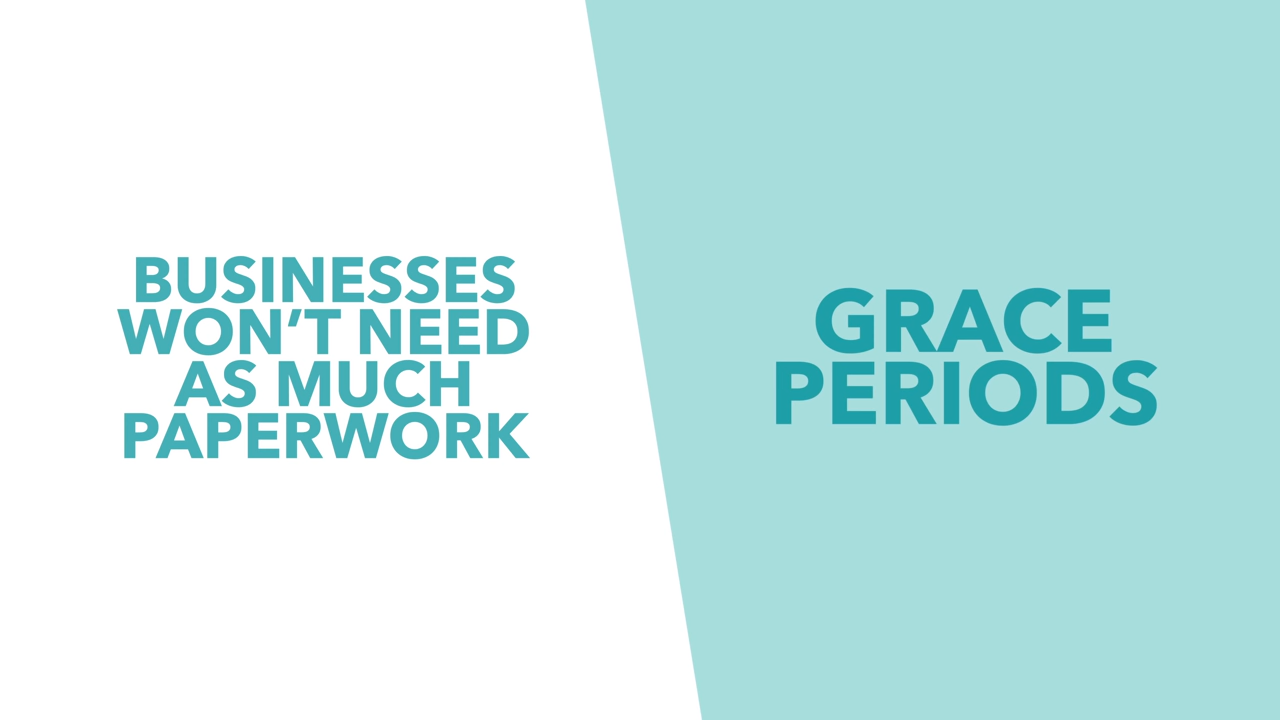 BUSINESSES
WON’T NEED
AS MUCH
PAPERWORK
GRACE
PERIODS